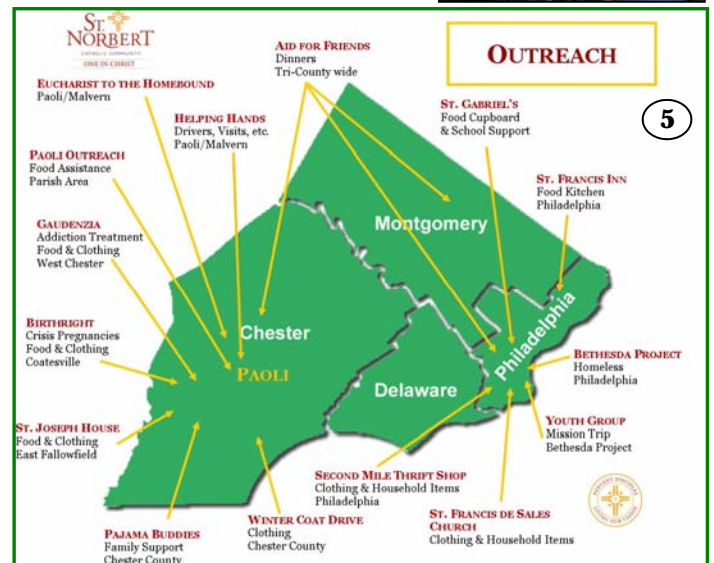 ST.
NORBERT
CATHOLIC COMMUNITY
ONE IN CHRIST
OUTREACH
5
AID FOR FRIENDS
Dinners
Tri-County wide
EUCHARIST TO THE HOMEBOUND
Paoli/Malvern
HELPING HANDS
Drivers, Visits, etc.
Paoli/Malvern
ST. GABRIEL'S
Food Cupboard
& School Support
PAOLI OUTREACH
Food Assistance
Parish Area
ST. FRANCIS INN
Food Kitchen
Philadelphia
GAUDENZIA
Addiction Treatment
Food & Clothing
West Chester
Montgomery
BIRTHRIGHT
Crisis Pregnancies
Food & Clothing
Coatesville
Chester
PAOLI
Philadelphia
Delaware
BETHESDA PROJECT
Homeless
Philadelphia
ST. JOSEPH HOUSE
Food & Clothing
East Fallowfield
YOUTH GROUP
Mission Trip
Bethesda Project
SECOND MILE THRIFT SHOP
Clothing & Household Items
Philadelphia
PAJAMA BUDDIES
Family Support
Chester County
WINTER COAT DRIVE
Clothing
Chester County
ST. FRANCIS DE SALES
CHURCH
Clothing & Household Items